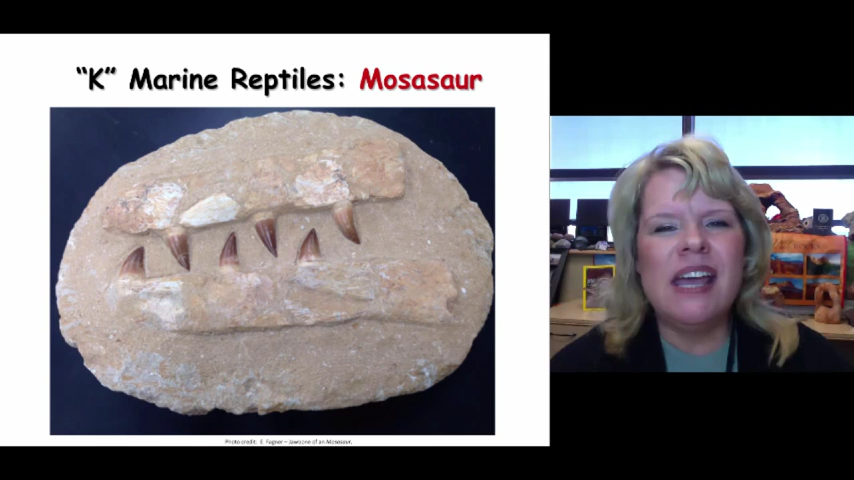 “K” Marine Reptiles: Mosasaur
Photo credit: E. Fagner – Jawbone of an Mosasaur.